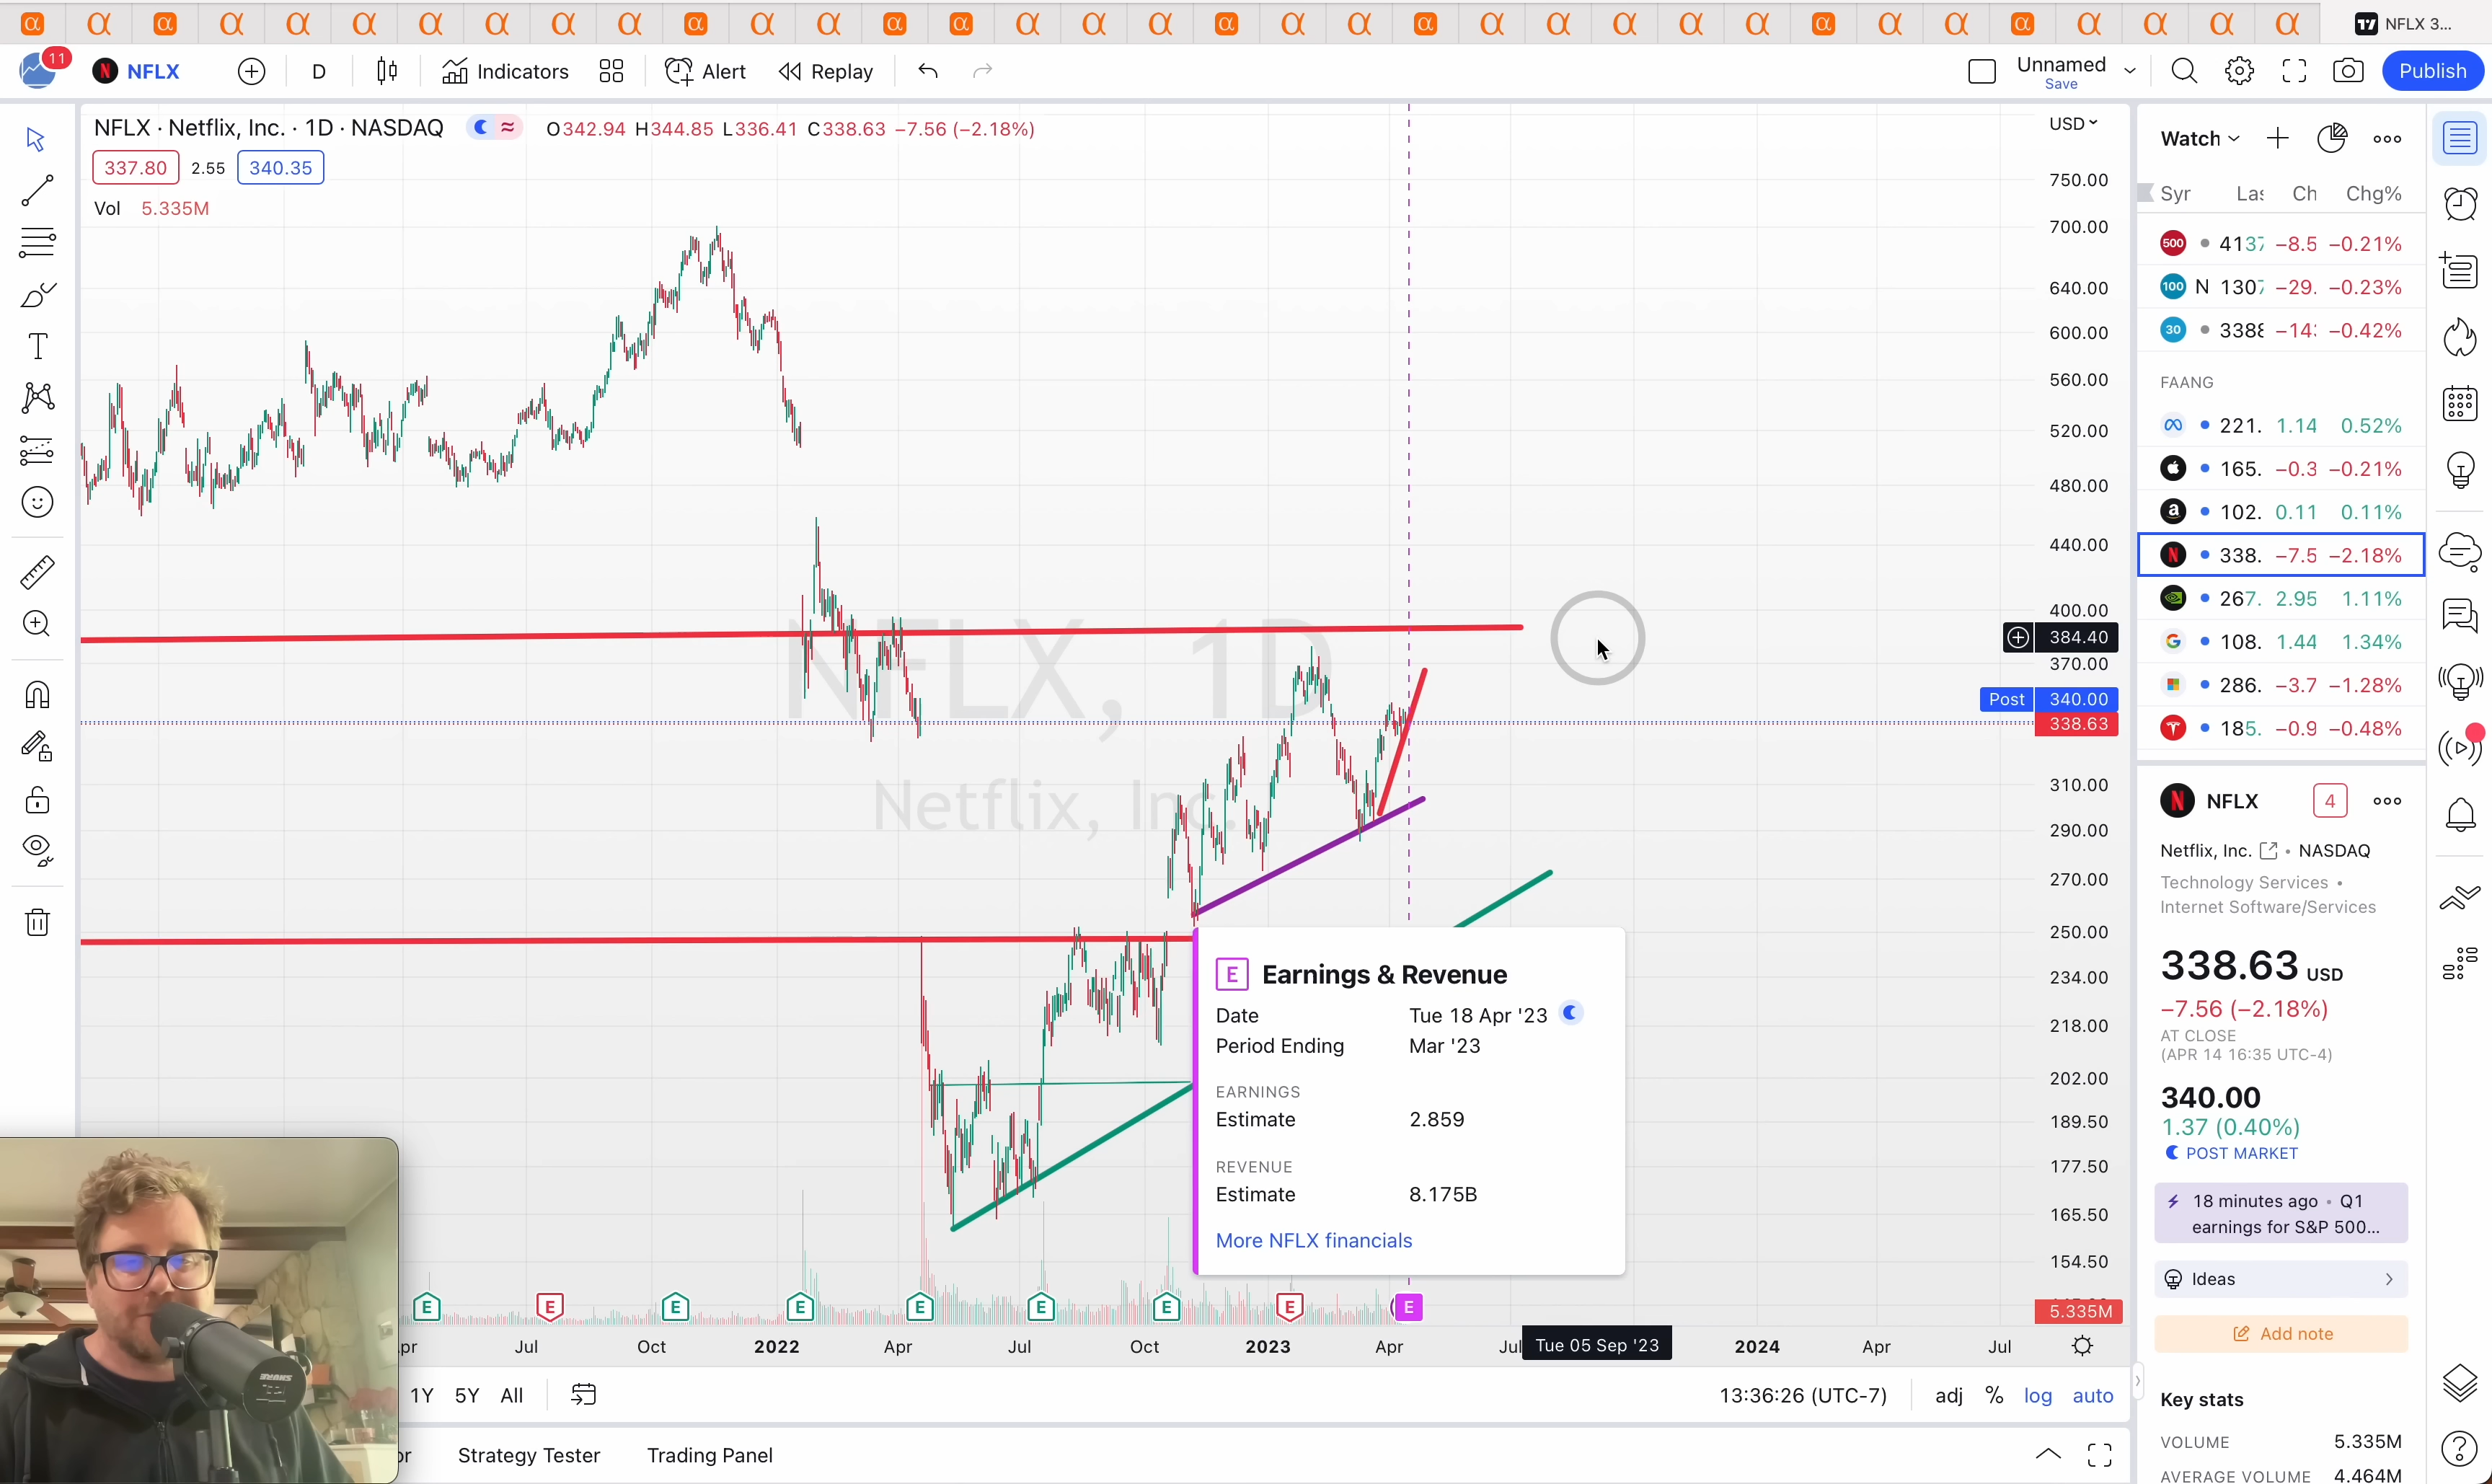 NFLX 3...
11
NFLX
D
Indicators
Alert
Replay
Unnamed
Save
Publish
NFLX · Netflix, Inc. · 1D · NASDAQ
O342.94 H344.85 L336.41 C338.63 −7.56 (−2.18%)
337.80 2.55 340.35
Vol 5.335M
USD
750.00
700.00
640.00
600.00
560.00
520.00
480.00
440.00
400.00
384.40
370.00
Post 340.00
338.63
310.00
290.00
270.00
250.00
234.00
218.00
202.00
189.50
177.50
165.50
154.50
5.335M
NFLX, 1D
Netflix, Inc.
E Earnings & Revenue
Date Tue 18 Apr '23
Period Ending Mar '23
EARNINGS
Estimate 2.859
REVENUE
Estimate 8.175B
More NFLX financials
E E E E E E E E E
pr Jul Oct 2022 Apr Jul Oct 2023 Apr Jul Tue 05 Sep '23 2024 Apr Jul
1Y 5Y All
13:36:26 (UTC-7) adj % log auto
or Strategy Tester Trading Panel
Watch
Syr Las Ch Chg%
500 4137 −8.5 −0.21%
100 N 1307 −29. −0.23%
30 3388 −14 −0.42%
FAANG
221. 1.14 0.52%
165. −0.3 −0.21%
102. 0.11 0.11%
338. −7.5 −2.18%
267. 2.95 1.11%
108. 1.44 1.34%
286. −3.7 −1.28%
185. −0.9 −0.48%
NFLX 4
Netflix, Inc. • NASDAQ
Technology Services •
Internet Software/Services
338.63 USD
−7.56 (−2.18%)
AT CLOSE
(APR 14 16:35 UTC-4)
340.00
1.37 (0.40%)
POST MARKET
18 minutes ago • Q1
earnings for S&P 500...
Ideas
Add note
Key stats
VOLUME 5.335M
AVERAGE VOLUME 4.464M